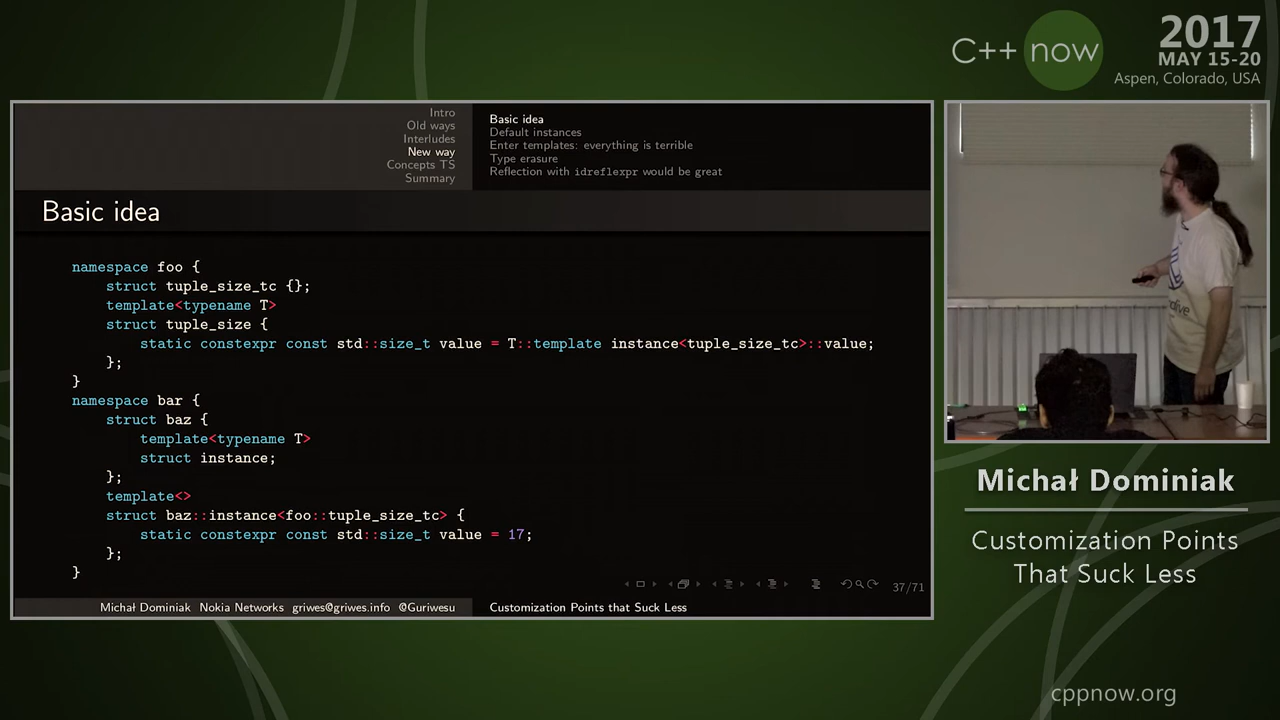 C++ now
2017
MAY 15-20
Aspen, Colorado, USA
Intro
Old ways
Interludes
New way
Concepts TS
Summary
Basic idea
Default instances
Enter templates: everything is terrible
Type erasure
Reflection with idreflexpr would be great
Basic idea
namespace foo {
struct tuple_size_tc {};
template<typename T>
struct tuple_size {
static constexpr const std::size_t value = T::template instance<tuple_size_tc>::value;
};
}
namespace bar {
struct baz {
template<typename T>
struct instance;
};
template<>
struct baz::instance<foo::tuple_size_tc> {
static constexpr const std::size_t value = 17;
};
}
37/71
Michał Dominiak Nokia Networks griwes@griwes.info @Guriwesu
Customization Points that Suck Less
Michał Dominiak
Customization Points
That Suck Less
cppnow.org